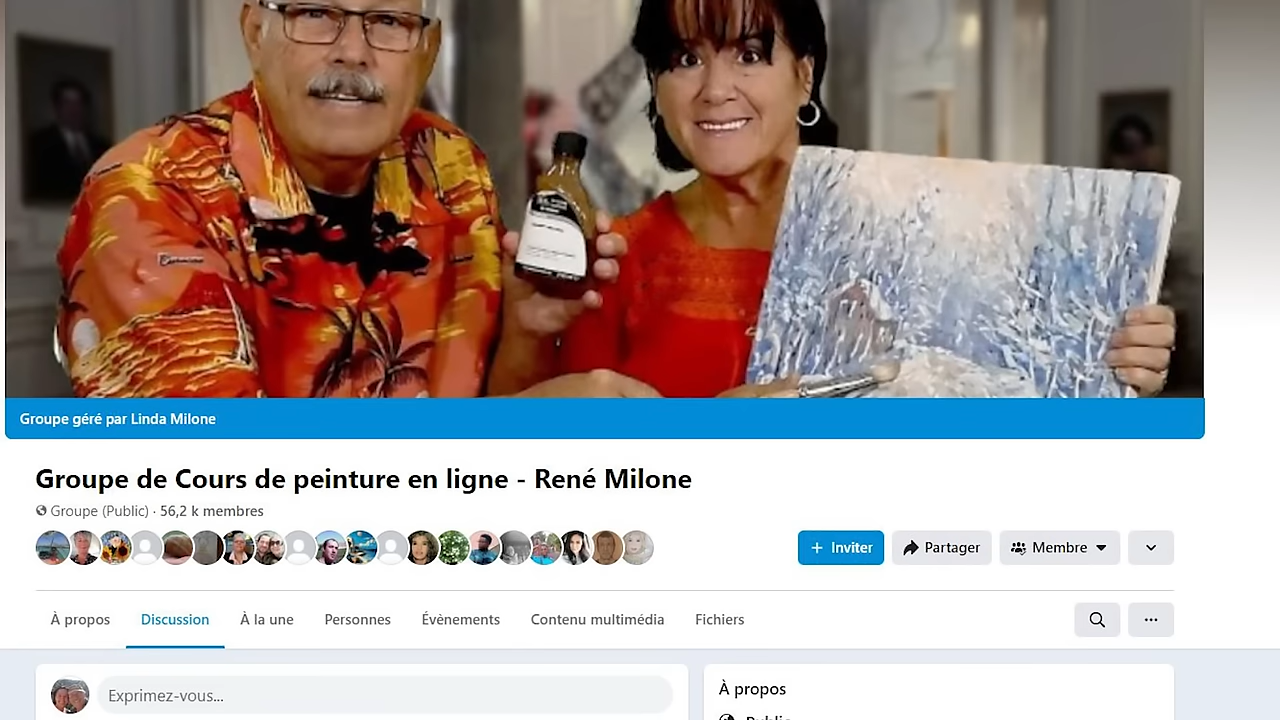 Groupe géré par Linda Milone
Groupe de Cours de peinture en ligne - René Milone
Groupe (Public) · 56,2 k membres
+ Inviter
Partager
Membre
À propos
Discussion
À la une
Personnes
Évènements
Contenu multimédia
Fichiers
Exprimez-vous...
À propos
Public